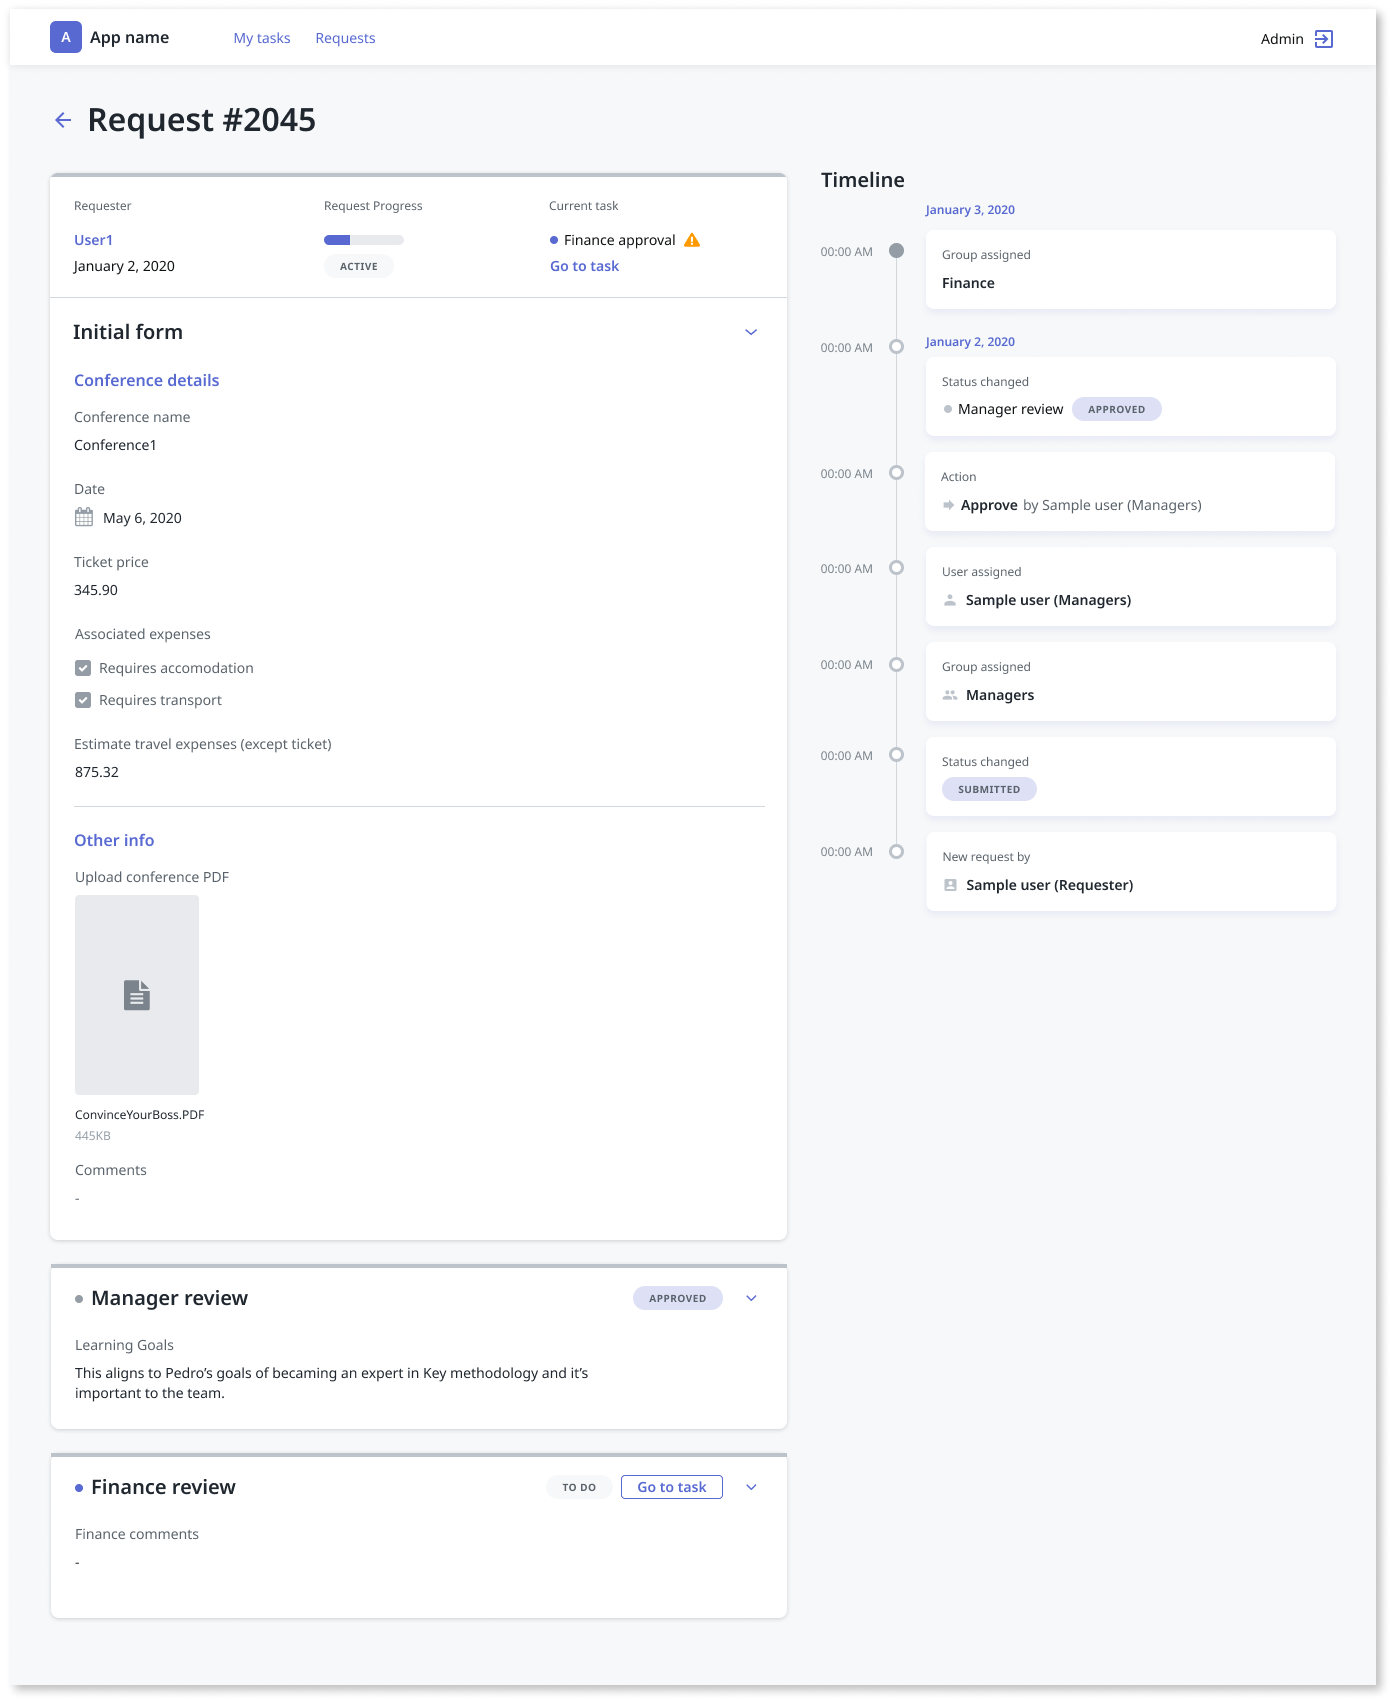 A App name My tasks Requests Admin
Request #2045
Requester Request Progress Current task
User1 Finance approval
January 2, 2020 ACTIVE Go to task
Initial form
Conference details
Conference name
Conference1
Date
May 6, 2020
Ticket price
345.90
Associated expenses
Requires accomodation
Requires transport
Estimate travel expenses (except ticket)
875.32
Other info
Upload conference PDF
ConvinceYourBoss.PDF
445KB
Comments
-
Manager review APPROVED
Learning Goals
This aligns to Pedro’s goals of becoming an expert in Key methodology and it’s
important to the team.
Finance review TO DO Go to task
Finance comments
-
Timeline
January 3, 2020
00:00 AM
Group assigned
Finance
January 2, 2020
00:00 AM
Status changed
Manager review APPROVED
00:00 AM
Action
Approve by Sample user (Managers)
00:00 AM
User assigned
Sample user (Managers)
00:00 AM
Group assigned
Managers
00:00 AM
Status changed
SUBMITTED
00:00 AM
New request by
Sample user (Requester)